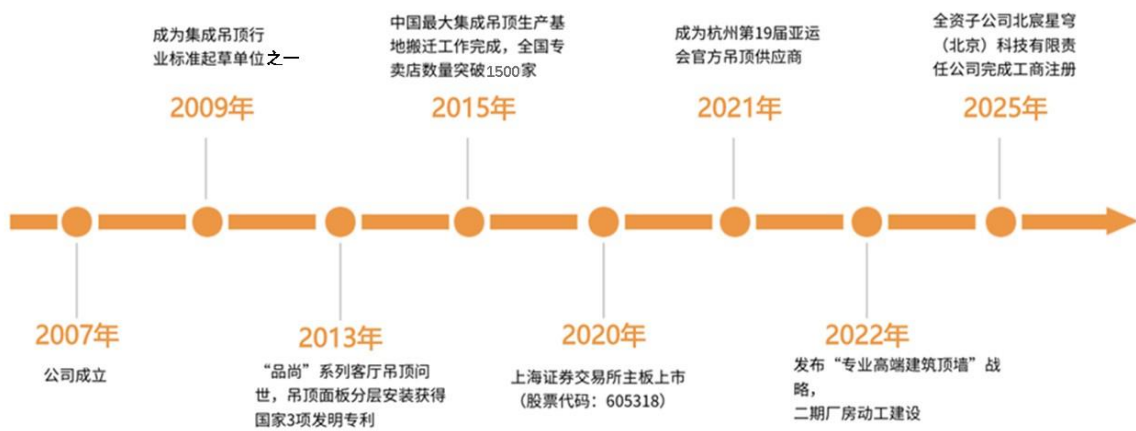 成为集成吊顶行
业标准起草单位之一
2009年
中国最大集成吊顶生产基
地搬迁工作完成，全国专
卖店数量突破1500家
2015年
成为杭州第19届亚运
会官方吊顶供应商
2021年
全资子公司北宸星穹
（北京）科技有限责
任公司完成工商注册
2025年
2007年
公司成立
2013年
“品尚”系列客厅吊顶问
世，吊顶面板分层安装获得
国家3项发明专利
2020年
上海证券交易所主板上市
（股票代码：605318）
2022年
发布“专业高端建筑顶墙”战
略，
二期厂房动工建设